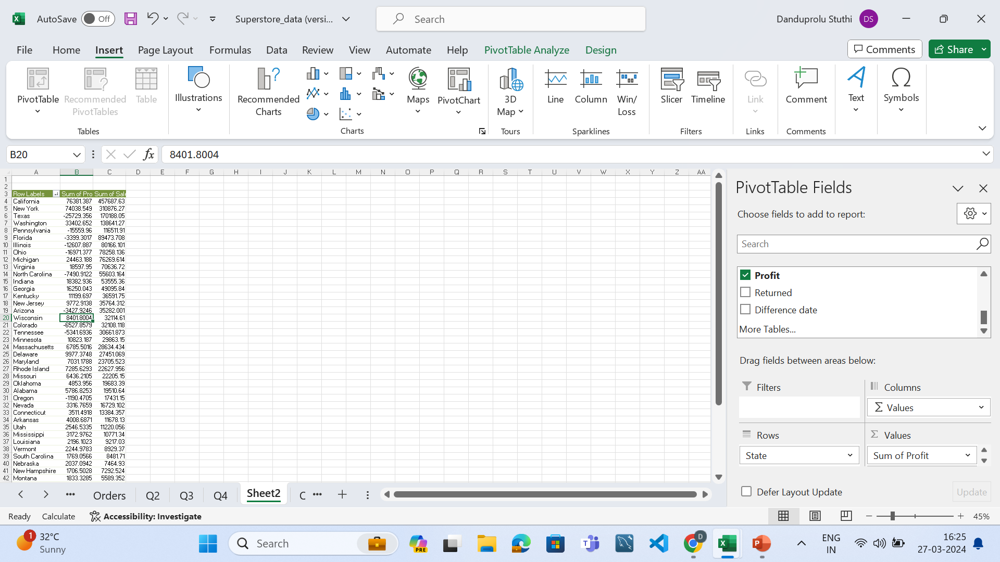 AutoSave Off Superstore_data (versi... Search Danduprolu Stuthi DS
File Home Insert Page Layout Formulas Data Review View Automate Help PivotTable Analyze Design Comments Share
PivotTable Recommended PivotTables Table Illustrations Recommended Charts Maps PivotChart 3D Map Line Column Win/ Loss Slicer Timeline Link Comment Text Symbols
Tables Charts Tours Sparklines Filters Links Comments
B20 fx 8401.8004
A B C D E F G H I J K L M N O P Q R S T U V W X Y Z AA
1
2
3 Row Labels Sum of Pro Sum of Sale
4 California 76381.387 457687.63
5 New York 74038.549 310876.27
6 Texas -25729.356 170188.05
7 Washington 33402.652 138641.27
8 Pennsylvania -15559.96 116511.91
9 Florida -3399.3017 89473.708
10 Illinois -12607.887 80166.101
11 Ohio -16971.377 78258.136
12 Michigan 24463.188 76269.614
13 Virginia 18597.95 70636.72
14 North Carolina -7490.9122 55603.164
15 Indiana 18382.936 53555.36
16 Georgia 16250.043 49095.84
17 Kentucky 11199.697 36591.75
18 New Jersey 9772.9138 35764.312
19 Arizona -3427.9246 35282.001
20 Wisconsin 8401.8004 32114.61
21 Colorado -6527.8579 32108.118
22 Tennessee -5341.6936 30661.873
23 Minnesota 10823.187 29863.15
24 Massachusetts 6785.5016 28634.434
25 Delaware 9977.3748 27451.069
26 Maryland 7031.1788 23705.523
27 Rhode Island 7285.6293 22627.956
28 Missouri 6436.2105 22205.15
29 Oklahoma 4853.956 19683.39
30 Alabama 5786.8253 19510.64
31 Oregon -1190.4705 17431.15
32 Nevada 3316.7659 16729.102
33 Connecticut 3511.4918 13384.357
34 Arkansas 4008.6871 11678.13
35 Utah 2546.5335 11220.056
36 Mississippi 3172.9762 10771.34
37 Louisiana 2196.1023 9217.03
38 Vermont 2244.9783 8929.37
39 South Carolina 1769.0566 8481.71
40 Nebraska 2037.0942 7464.93
41 New Hampshire 1706.5028 7292.524
42 Montana 1833.3285 5589.352
PivotTable Fields
Choose fields to add to report:
Search
Profit
Returned
Difference date
More Tables...
Drag fields between areas below:
Filters Columns
Σ Values
Rows Σ Values
State Sum of Profit
Defer Layout Update Update
Orders Q2 Q3 Q4 Sheet2 C ...
Ready Calculate Accessibility: Investigate 45%
1 32°C Sunny Search PRE D ENG IN 16:25 27-03-2024